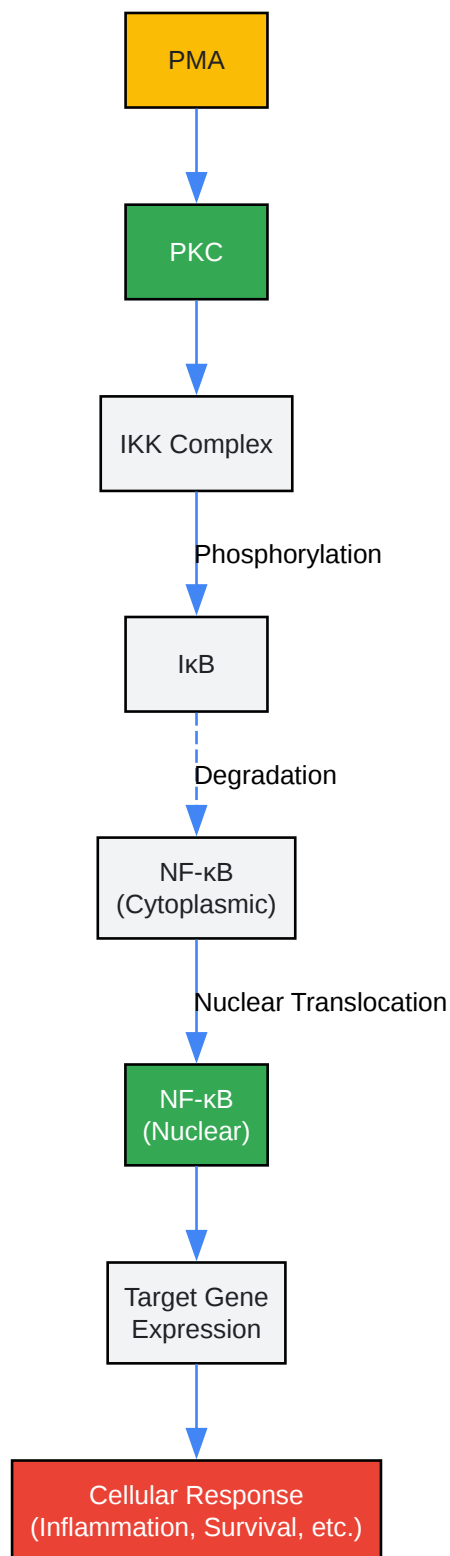 PMA
PKC
IKK Complex
Phosphorylation
IκB
Degradation
NF-κB
(Cytoplasmic)
Nuclear Translocation
NF-κB
(Nuclear)
Target Gene
Expression
Cellular Response
(Inflammation, Survival, etc.)